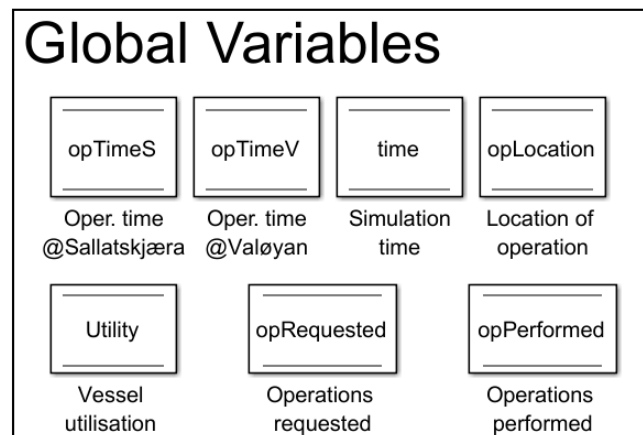 Global Variables
opTimeS opTimeV time opLocation
Oper. time Oper. time Simulation Location of
@Sallatskjæra @Valøyan time operation
Utility opRequested opPerformed
Vessel Operations Operations
utilisation requested performed